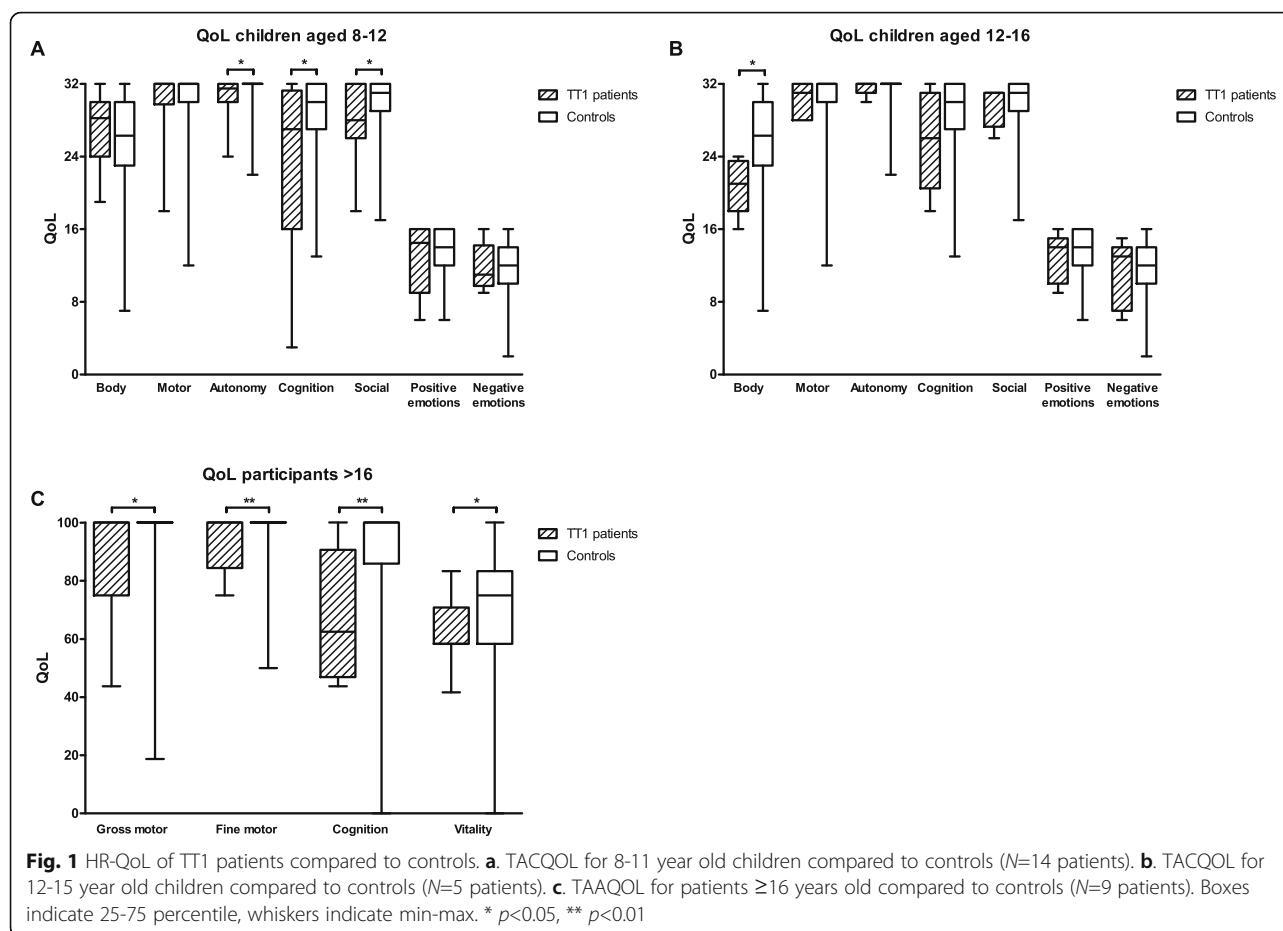 A
QoL children aged 8-12
* * *
32
24
16
8
0
QoL
Body Motor Autonomy Cognition Social Positive emotions Negative emotions
TT1 patients
Controls
B
QoL children aged 12-16
*
32
24
16
8
0
QoL
Body Motor Autonomy Cognition Social Positive emotions Negative emotions
TT1 patients
Controls
C
QoL participants >16
* ** ** *
100
80
60
40
20
0
QoL
Gross motor Fine motor Cognition Vitality
TT1 patients
Controls
Fig. 1 HR-QoL of TT1 patients compared to controls. a. TACQOL for 8-11 year old children compared to controls (N=14 patients). b. TACQOL for
12-15 year old children compared to controls (N=5 patients). c. TAAQOL for patients ≥16 years old compared to controls (N=9 patients). Boxes
indicate 25-75 percentile, whiskers indicate min-max. * p<0.05, ** p<0.01